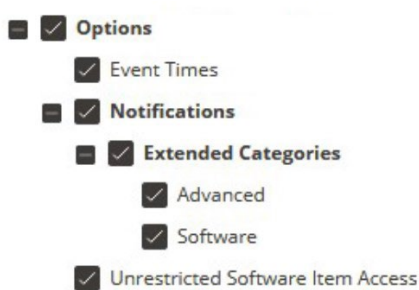 Options
Event Times
Notifications
Extended Categories
Advanced
Software
Unrestricted Software Item Access